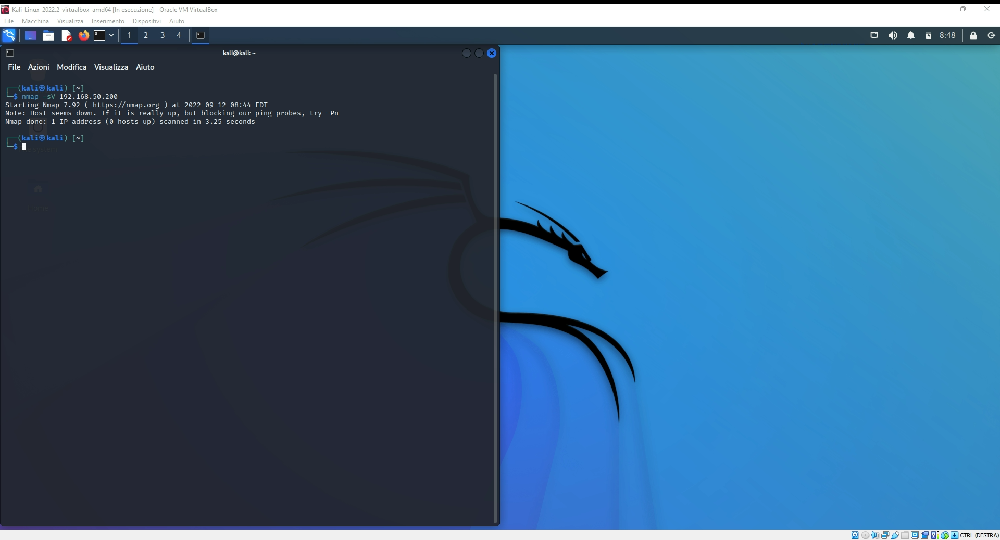 Kali-Linux-2022.2-virtualbox-amd64 [In esecuzione] - Oracle VM VirtualBox
File Macchina Visualizza Inserimento Dispositivi Aiuto
1 2 3 4 8:48
kali@kali: ~
File Azioni Modifica Visualizza Aiuto
┌──(kali㉿kali)-[~]
└─$ nmap -sV 192.168.50.200
Starting Nmap 7.92 ( https://nmap.org ) at 2022-09-12 08:44 EDT
Note: Host seems down. If it is really up, but blocking our ping probes, try -Pn
Nmap done: 1 IP address (0 hosts up) scanned in 3.25 seconds
┌──(kali㉿kali)-[~]
└─$
Home
CTRL (DESTRA)